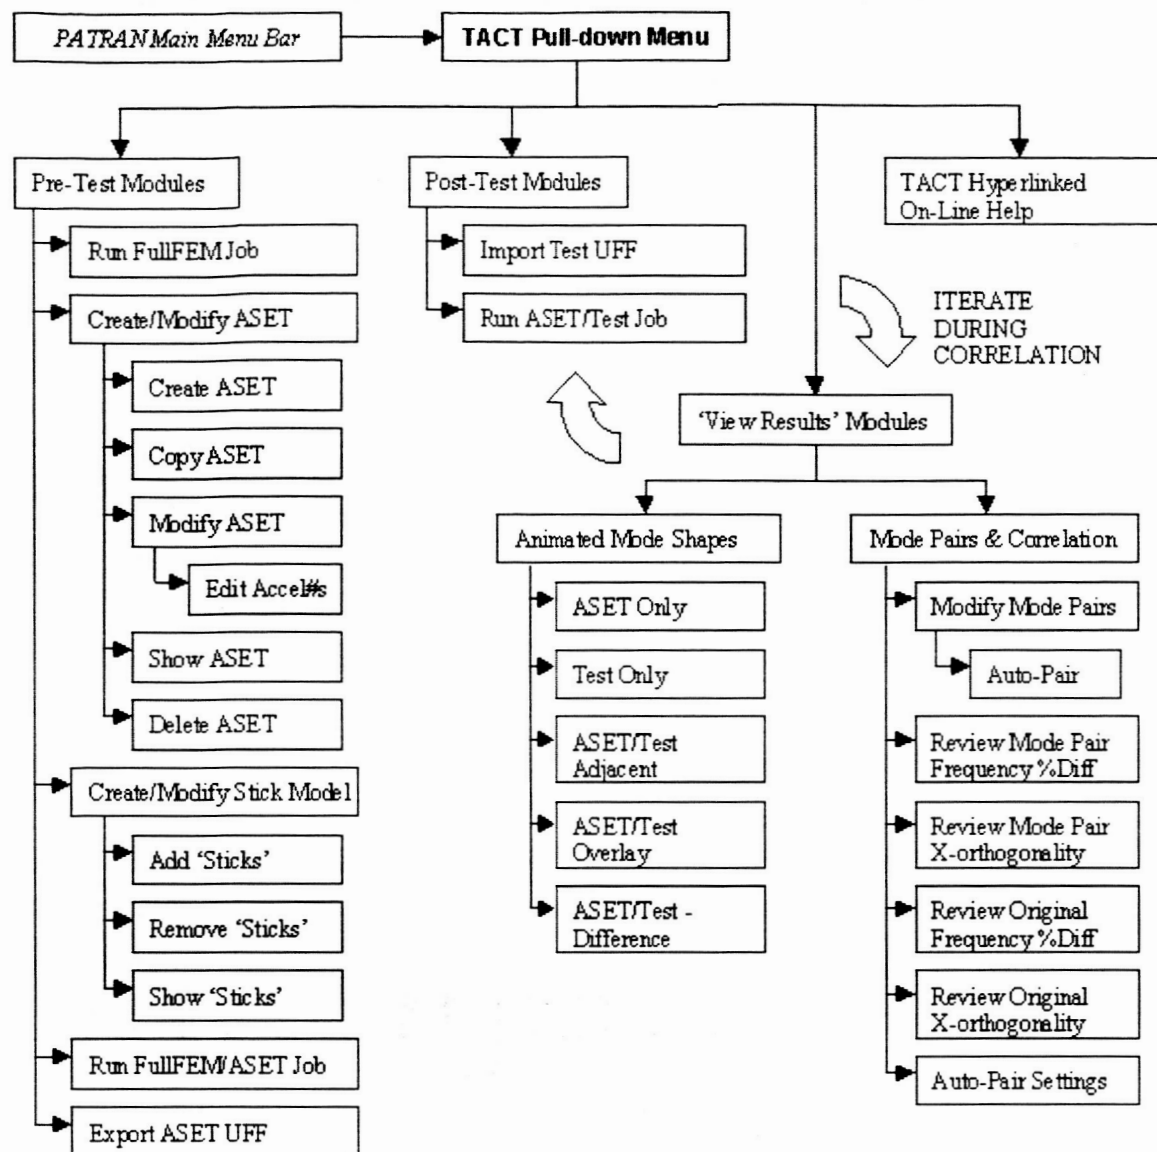 PATRAN Main Menu Bar
TACT Pull-down Menu
Pre-Test Modules
Run FullFEM Job
Create/Modify ASET
Create ASET
Copy ASET
Modify ASET
Edit Accel#s
Show ASET
Delete ASET
Create/Modify Stick Model
Add ‘Sticks’
Remove ‘Sticks’
Show ‘Sticks’
Run FullFEM/ASET Job
Export ASET UFF
Post-Test Modules
Import Test UFF
Run ASET/Test Job
TACT Hyperlinked
On-Line Help
ITERATE
DURING
CORRELATION
‘View Results’ Modules
Animated Mode Shapes
ASET Only
Test Only
ASET/Test
Adjacent
ASET/Test
Overlay
ASET/Test -
Difference
Mode Pairs & Correlation
Modify Mode Pairs
Auto-Pair
Review Mode Pair
Frequency %Diff
Review Mode Pair
X-orthogonality
Review Original
Frequency %Diff
Review Original
X-orthogonality
Auto-Pair Settings